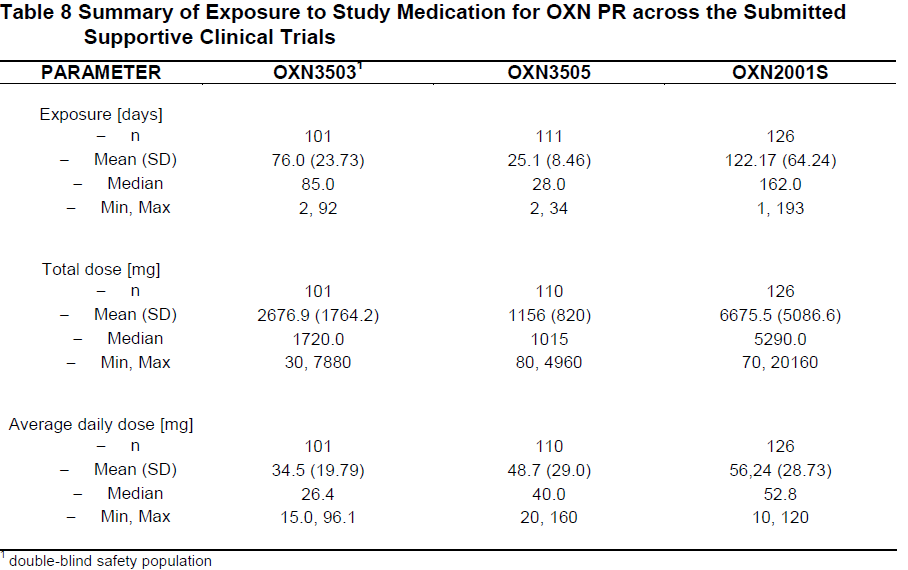 Table 8 Summary of Exposure to Study Medication for OXN PR across the Submitted
Supportive Clinical Trials
PARAMETER OXN3503¹ OXN3505 OXN2001S
Exposure [days]
– n 101 111 126
– Mean (SD) 76.0 (23.73) 25.1 (8.46) 122.17 (64.24)
– Median 85.0 28.0 162.0
– Min, Max 2, 92 2, 34 1, 193
Total dose [mg]
– n 101 110 126
– Mean (SD) 2676.9 (1764.2) 1156 (820) 6675.5 (5086.6)
– Median 1720.0 1015 5290.0
– Min, Max 30, 7880 80, 4960 70, 20160
Average daily dose [mg]
– n 101 110 126
– Mean (SD) 34.5 (19.79) 48.7 (29.0) 56,24 (28.73)
– Median 26.4 40.0 52.8
– Min, Max 15.0, 96.1 20, 160 10, 120
¹ double-blind safety population